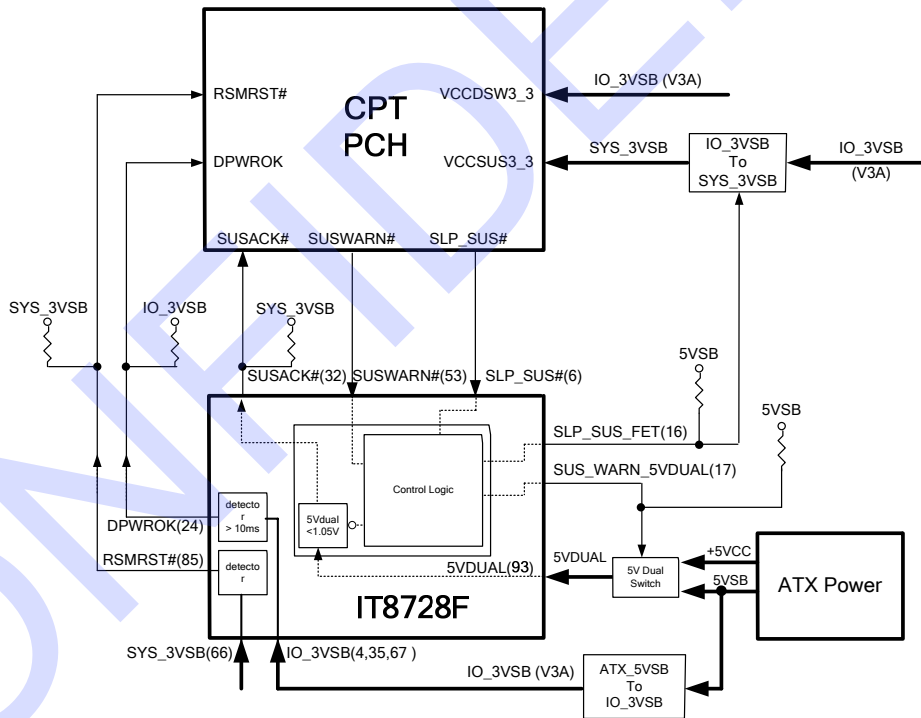 IO_3VSB (V3A)
RSMRST#
VCCDSW3_3
CPT
PCH
SYS_3VSB
IO_3VSB
To
SYS_3VSB
IO_3VSB
(V3A)
DPWROK
VCCSUS3_3
SUSACK#
SUSWARN#
SLP_SUS#
SYS_3VSB
IO_3VSB
SYS_3VSB
5VSB
SUSACK#(32)
SUSWARN#(53)
SLP_SUS#(6)
5VSB
SLP_SUS_FET(16)
SUS_WARN_5VDUAL(17)
Control Logic
detecto
r
> 10ms
5Vdual
<1.05V
DPWROK(24)
RSMRST#(85)
detecto
r
5VDUAL(93)
5VDUAL
5V Dual
Switch
+5VCC
5VSB
ATX Power
IT8728F
SYS_3VSB(66)
IO_3VSB(4,35,67 )
IO_3VSB (V3A)
ATX_5VSB
To
IO_3VSB